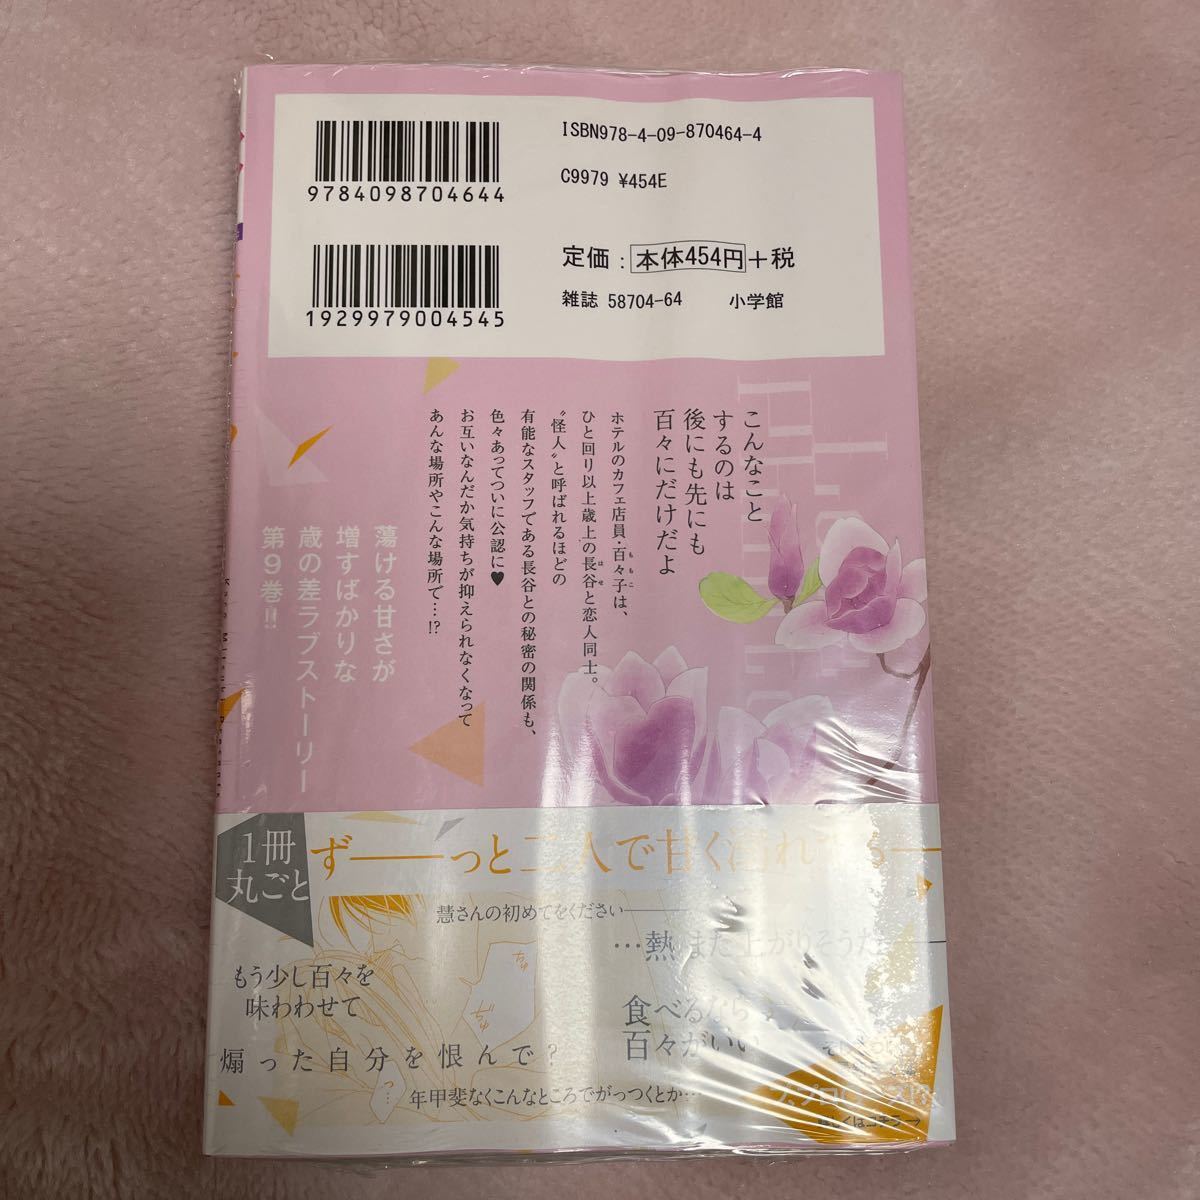 ISBN978-4-09-870464-4
9784098704644
C9979 ¥454E
1929979004545
定価：本体454円＋税
雑誌 58704-64 小学館
こんなこと
するのは
後にも先にも
百々にだけだよ
ホテルのカフェ店員・百々子は、
ももこ
ひと回り以上歳上の長谷と恋人同士。
はせ
〝怪人〟と呼ばれるほどの
有能なスタッフである長谷との秘密の関係も、
色々あってついに公認に♥
お互いなんだか気持ちが抑えられなくなって
あんな場所やこんな場所で…!?
蕩ける甘さが
増すばかりな
歳の差ラブストーリー
第9巻!!
1冊
丸ごと
ず――っと二人で甘く
慧さんの初めてをください――
…熱 また上がりそうだ
もう少し百々を
味わわせて
食べるなら
百々がいい
煽った自分を恨んで?
年甲斐なくこんなところでがっつくとか…